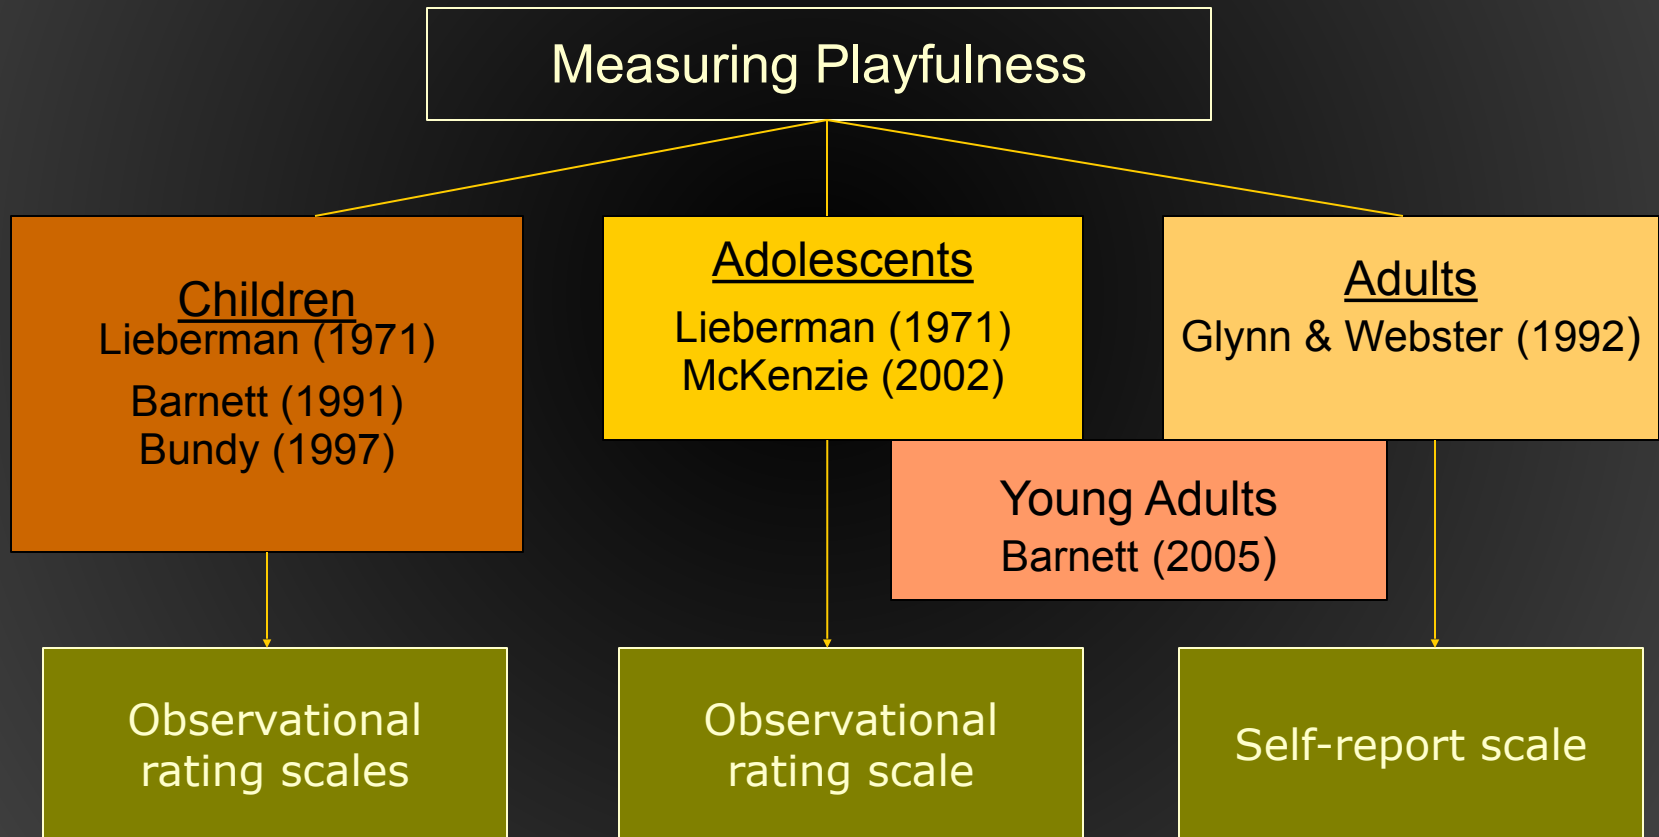 Measuring Playfulness
Children
Lieberman (1971)
Barnett (1991)
Bundy (1997)
Adolescents
Lieberman (1971)
McKenzie (2002)
Adults
Glynn & Webster (1992)
Young Adults
Barnett (2005)
Observational
rating scales
Observational
rating scale
Self-report scale